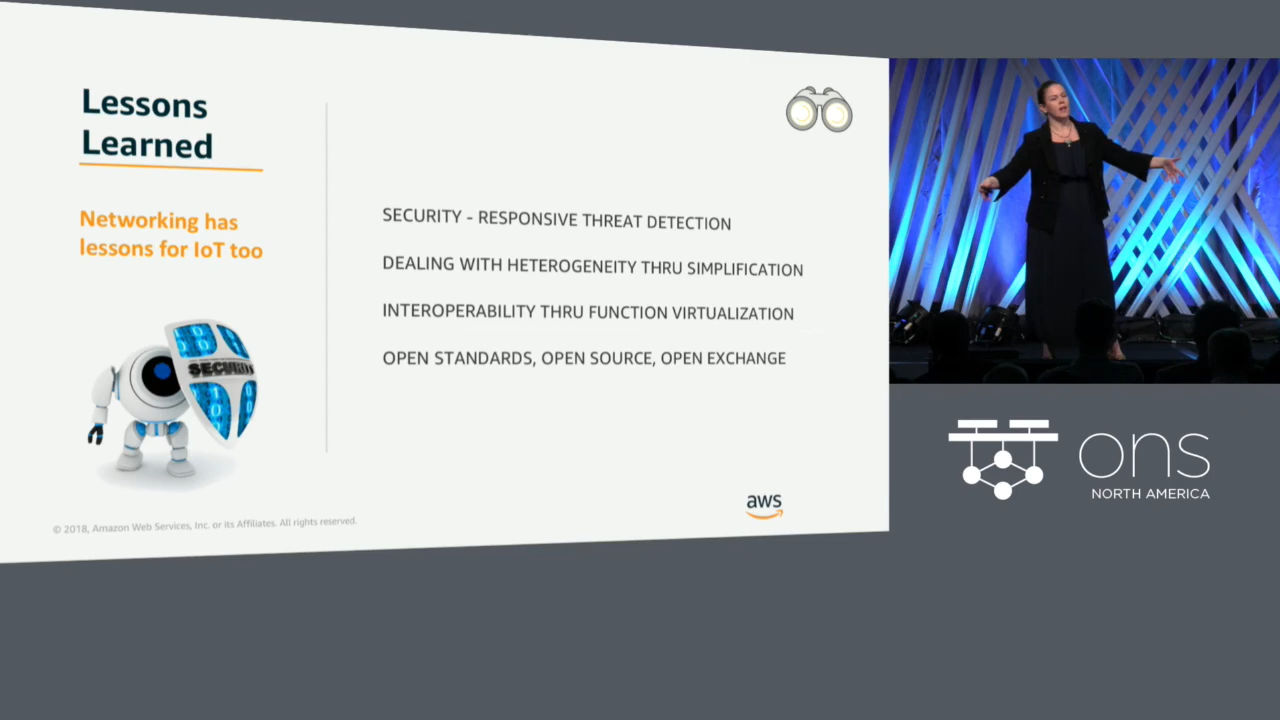 Lessons
Learned
Networking has
lessons for IoT too
SECURITY - RESPONSIVE THREAT DETECTION
DEALING WITH HETEROGENEITY THRU SIMPLIFICATION
INTEROPERABILITY THRU FUNCTION VIRTUALIZATION
OPEN STANDARDS, OPEN SOURCE, OPEN EXCHANGE
SECURITY
aws
© 2018, Amazon Web Services, Inc. or its Affiliates. All rights reserved.
ons
NORTH AMERICA